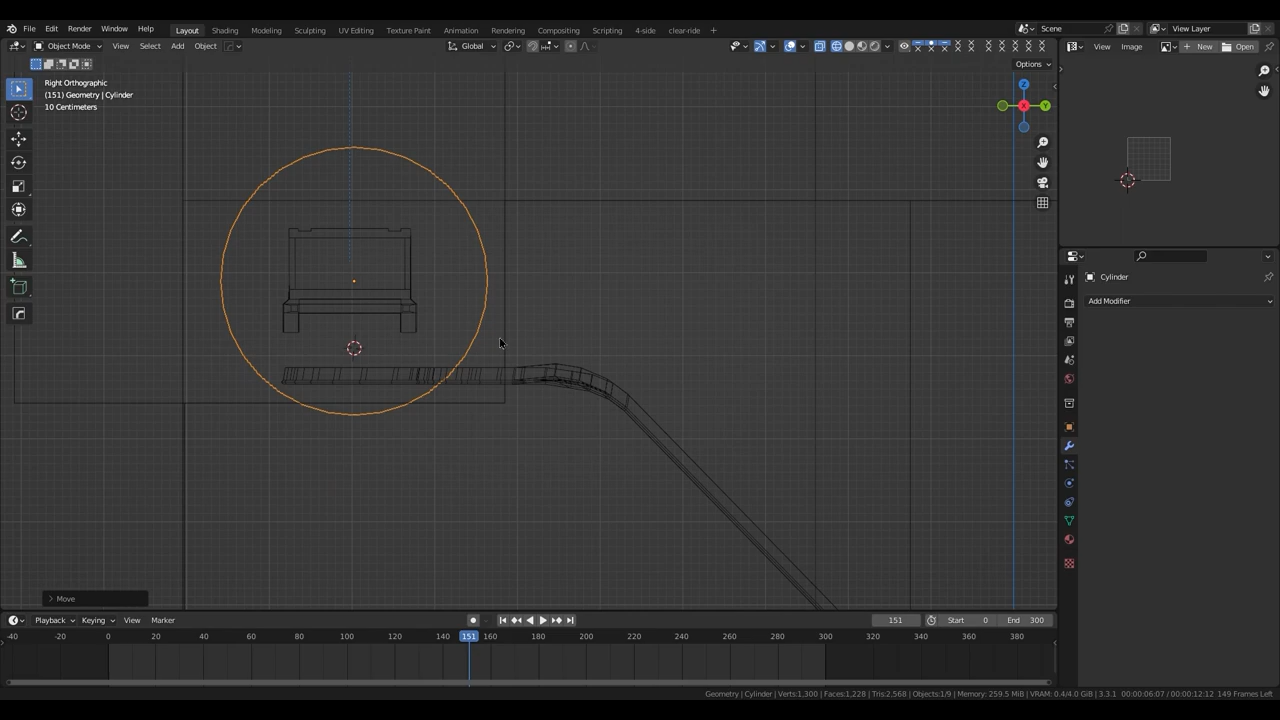 File Edit Render Window Help Layout Shading Modeling Sculpting UV Editing Texture Paint Animation Rendering Compositing Scripting 4-side clear-ride + Scene View Layer
Object Mode View Select Add Object Global View Image New Open
Options
Right Orthographic
(151) Geometry | Cylinder
10 Centimeters
Z
X Y
Cylinder
Add Modifier
Move
Playback Keying View Marker 151 Start 0 End 300
-40 -20 0 20 40 60 80 100 120 140 151 160 180 200 220 240 260 280 300 320 340 360 380
Geometry | Cylinder | Verts:1,300 | Faces:1,228 | Tris:2,568 | Objects:1/9 | Memory: 259.5 MiB | VRAM: 0.4/4.0 GiB | 3.3.1 00:00:06:07 / 00:00:12:12 149 Frames Left